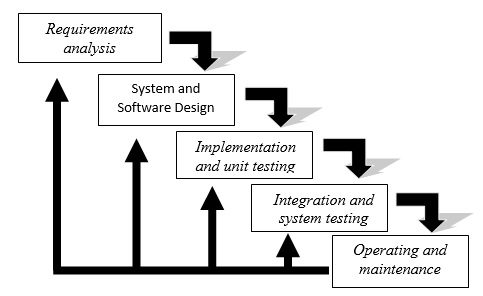 Requirements
analysis
System and
Software Design
Implementation
and unit testing
Integration and
system testing
Operating and
maintenance